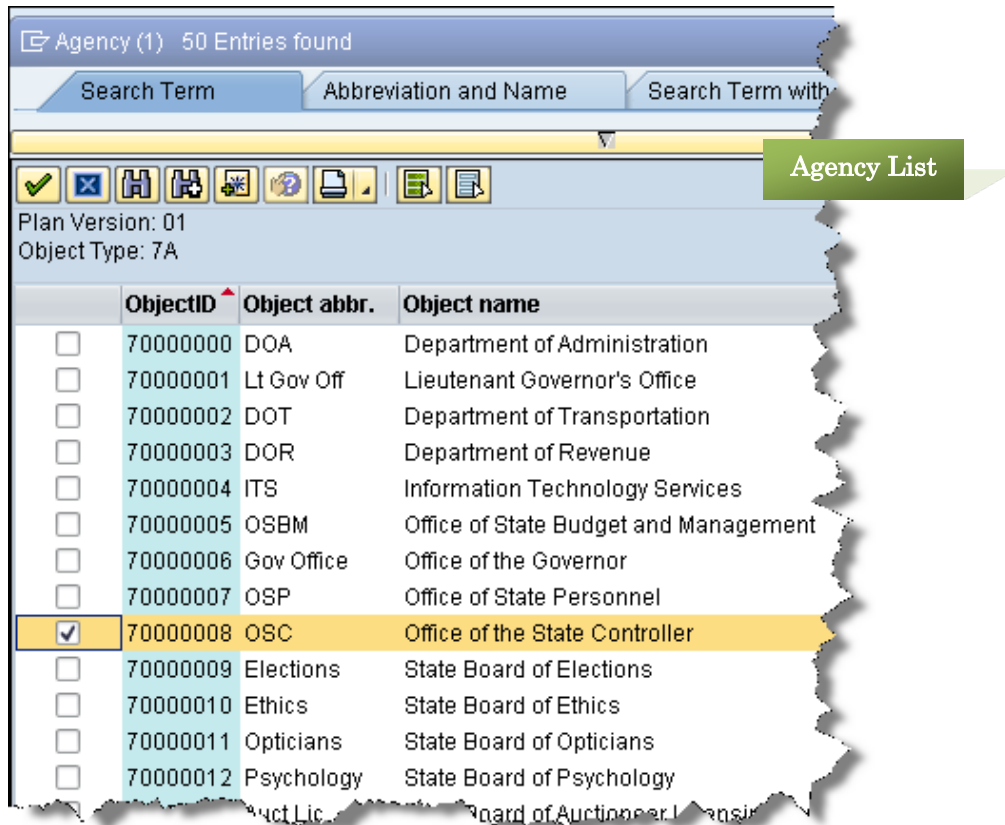 Agency (1) 50 Entries found
Search Term Abbreviation and Name Search Term with
Agency List
Plan Version: 01
Object Type: 7A
ObjectID Object abbr. Object name
70000000 DOA Department of Administration
70000001 Lt Gov Off Lieutenant Governor's Office
70000002 DOT Department of Transportation
70000003 DOR Department of Revenue
70000004 ITS Information Technology Services
70000005 OSBM Office of State Budget and Management
70000006 Gov Office Office of the Governor
70000007 OSP Office of State Personnel
70000008 OSC Office of the State Controller
70000009 Elections State Board of Elections
70000010 Ethics State Board of Ethics
70000011 Opticians State Board of Opticians
70000012 Psychology State Board of Psychology
Auct Lic Board of Auctioneer